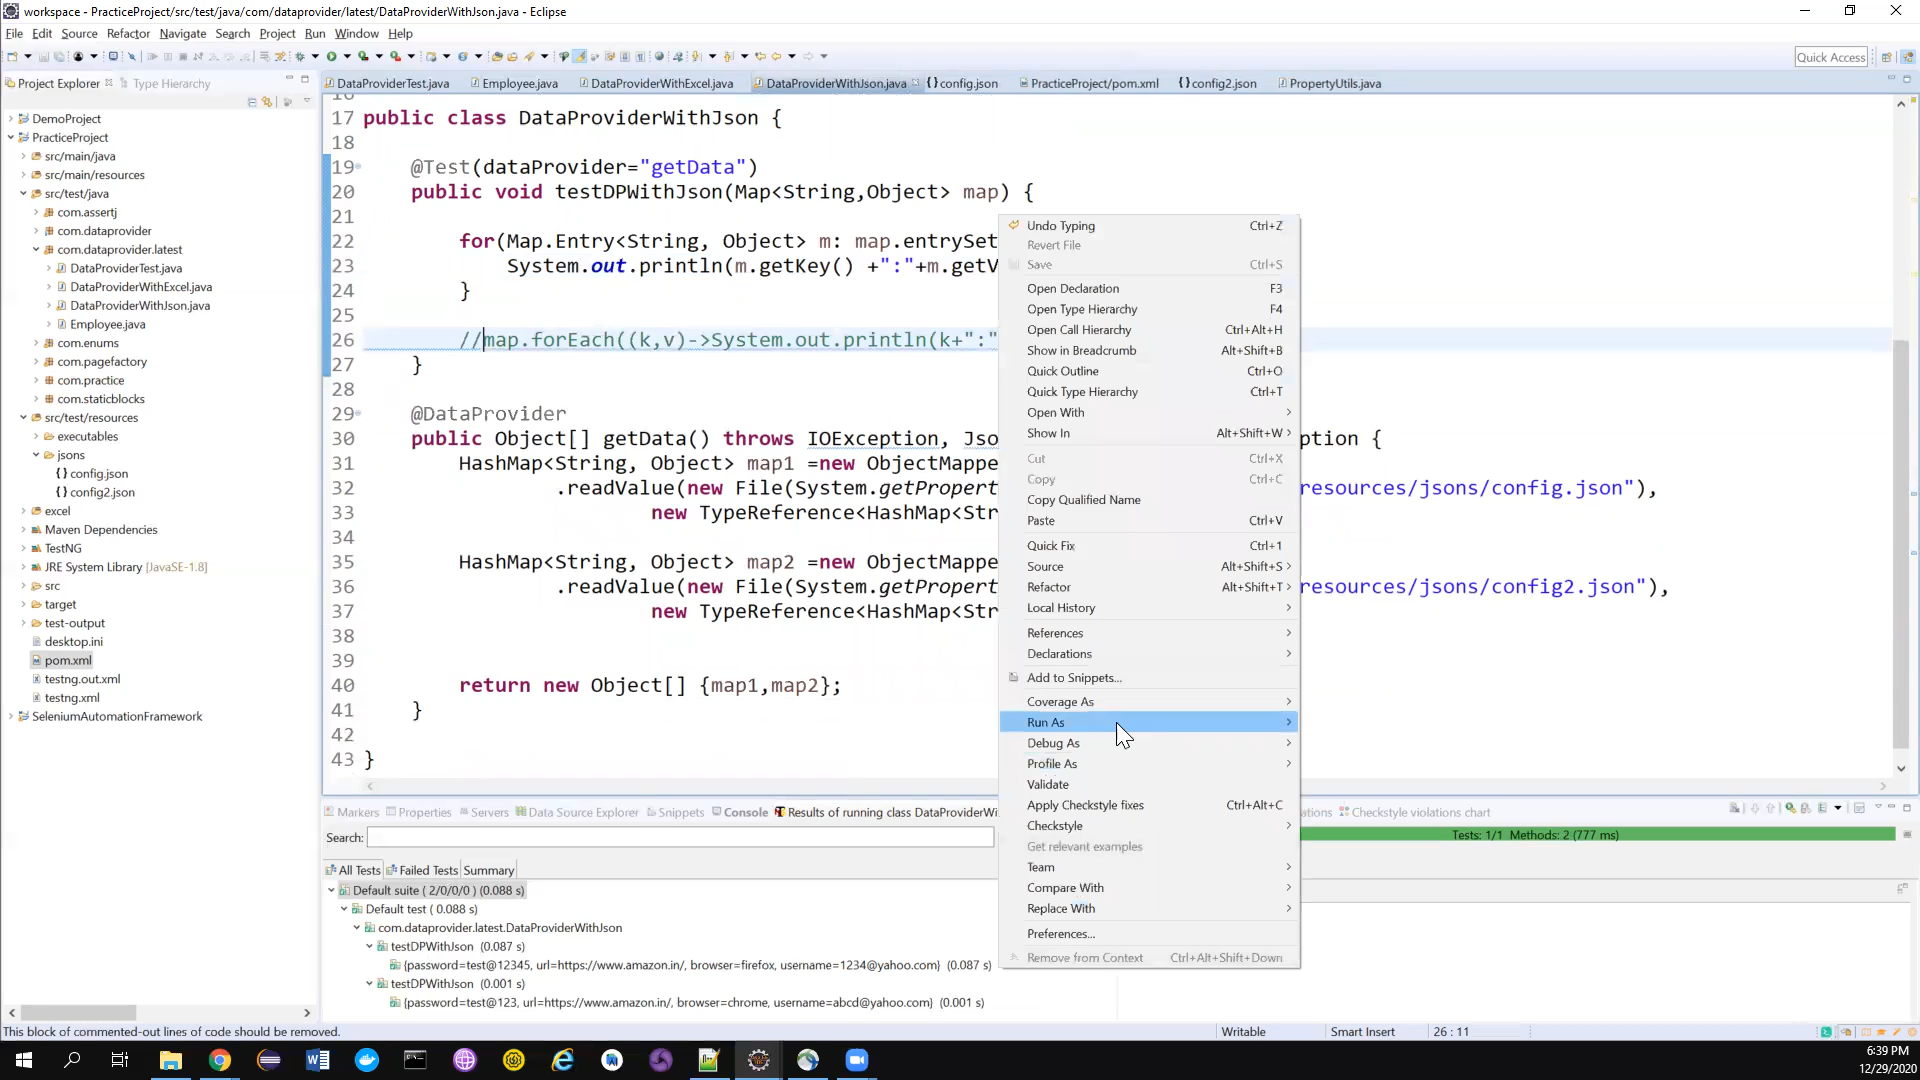 workspace - PracticeProject/src/test/java/com/dataprovider/latest/DataProviderWithJson.java - Eclipse
File Edit Source Refactor Navigate Search Project Run Window Help
Quick Access
Project Explorer Type Hierarchy
DataProviderTest.java Employee.java DataProviderWithExcel.java DataProviderWithJson.java config.json PracticeProject/pom.xml config2.json PropertyUtils.java
DemoProject
PracticeProject
src/main/java
src/main/resources
src/test/java
com.assertj
com.dataprovider
com.dataprovider.latest
DataProviderTest.java
DataProviderWithExcel.java
DataProviderWithJson.java
Employee.java
com.enums
com.pagefactory
com.practice
com.staticblocks
src/test/resources
executables
jsons
config.json
config2.json
excel
Maven Dependencies
TestNG
JRE System Library [JavaSE-1.8]
src
target
test-output
desktop.ini
pom.xml
testng.out.xml
testng.xml
SeleniumAutomationFramework
17 public class DataProviderWithJson {
18
19 @Test(dataProvider="getData")
20 public void testDPWithJson(Map<String,Object> map) {
21
22 for(Map.Entry<String, Object> m: map.entrySet
23 System.out.println(m.getKey() +":"+m.getV
24 }
25
26 //map.forEach((k,v)->System.out.println(k+":"
27 }
28
29 @DataProvider
30 public Object[] getData() throws IOException, Jso ption {
31 HashMap<String, Object> map1 =new ObjectMappe
32 .readValue(new File(System.getPropert resources/jsons/config.json"),
33 new TypeReference<HashMap<Str
34
35 HashMap<String, Object> map2 =new ObjectMappe
36 .readValue(new File(System.getPropert resources/jsons/config2.json"),
37 new TypeReference<HashMap<Str
38
39
40 return new Object[] {map1,map2};
41 }
42
43 }
Undo Typing Ctrl+Z
Revert File
Save Ctrl+S
Open Declaration F3
Open Type Hierarchy F4
Open Call Hierarchy Ctrl+Alt+H
Show in Breadcrumb Alt+Shift+B
Quick Outline Ctrl+O
Quick Type Hierarchy Ctrl+T
Open With
Show In Alt+Shift+W
Cut Ctrl+X
Copy Ctrl+C
Copy Qualified Name
Paste Ctrl+V
Quick Fix Ctrl+1
Source Alt+Shift+S
Refactor Alt+Shift+T
Local History
References
Declarations
Add to Snippets...
Coverage As
Run As
Debug As
Profile As
Validate
Apply Checkstyle fixes Ctrl+Alt+C
Checkstyle
Get relevant examples
Team
Compare With
Replace With
Preferences...
Remove from Context Ctrl+Alt+Shift+Down
Markers Properties Servers Data Source Explorer Snippets Console Results of running class DataProviderWi ations Checkstyle violations chart
Search: Tests: 1/1 Methods: 2 (777 ms)
All Tests Failed Tests Summary
Default suite ( 2/0/0/0 ) (0.088 s)
Default test ( 0.088 s)
com.dataprovider.latest.DataProviderWithJson
testDPWithJson (0.087 s)
{password=test@12345, url=https://www.amazon.in/, browser=firefox, username=1234@yahoo.com} (0.087 s)
testDPWithJson (0.001 s)
{password=test@123, url=https://www.amazon.in/, browser=chrome, username=abcd@yahoo.com} (0.001 s)
This block of commented-out lines of code should be removed. Writable Smart Insert 26 : 11
6:39 PM
12/29/2020